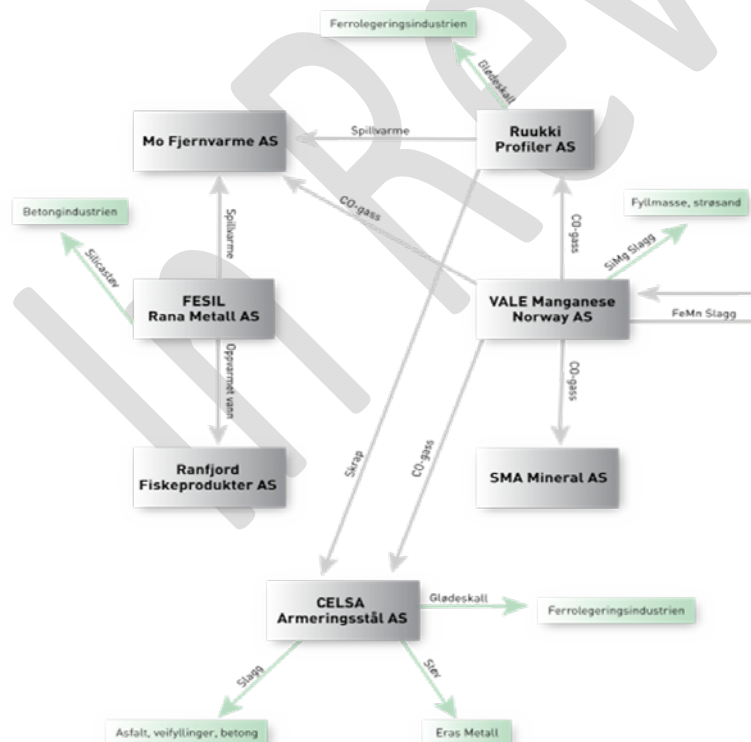 Ferrolegeringsindustrien
Glødeskall
Mo Fjernvarme AS
Spillvarme
Ruukki
Profiler AS
Betongindustrien
Silicastøv
Spillvarme
CO-gass
CO-gass
SiMg Slagg
Fyllmasse, strøsand
FESIL
Rana Metall AS
VALE Manganese
Norway AS
FeMn Slagg
Oppvarmet vann
CO-gass
Skrap
CO-gass
Ranfjord
Fiskeprodukter AS
SMA Mineral AS
CELSA
Armeringsstål AS
Glødeskall
Ferrolegeringsindustrien
Slagg
Støv
Asfalt, veifyllinger, betong
Eras Metall
In Rev